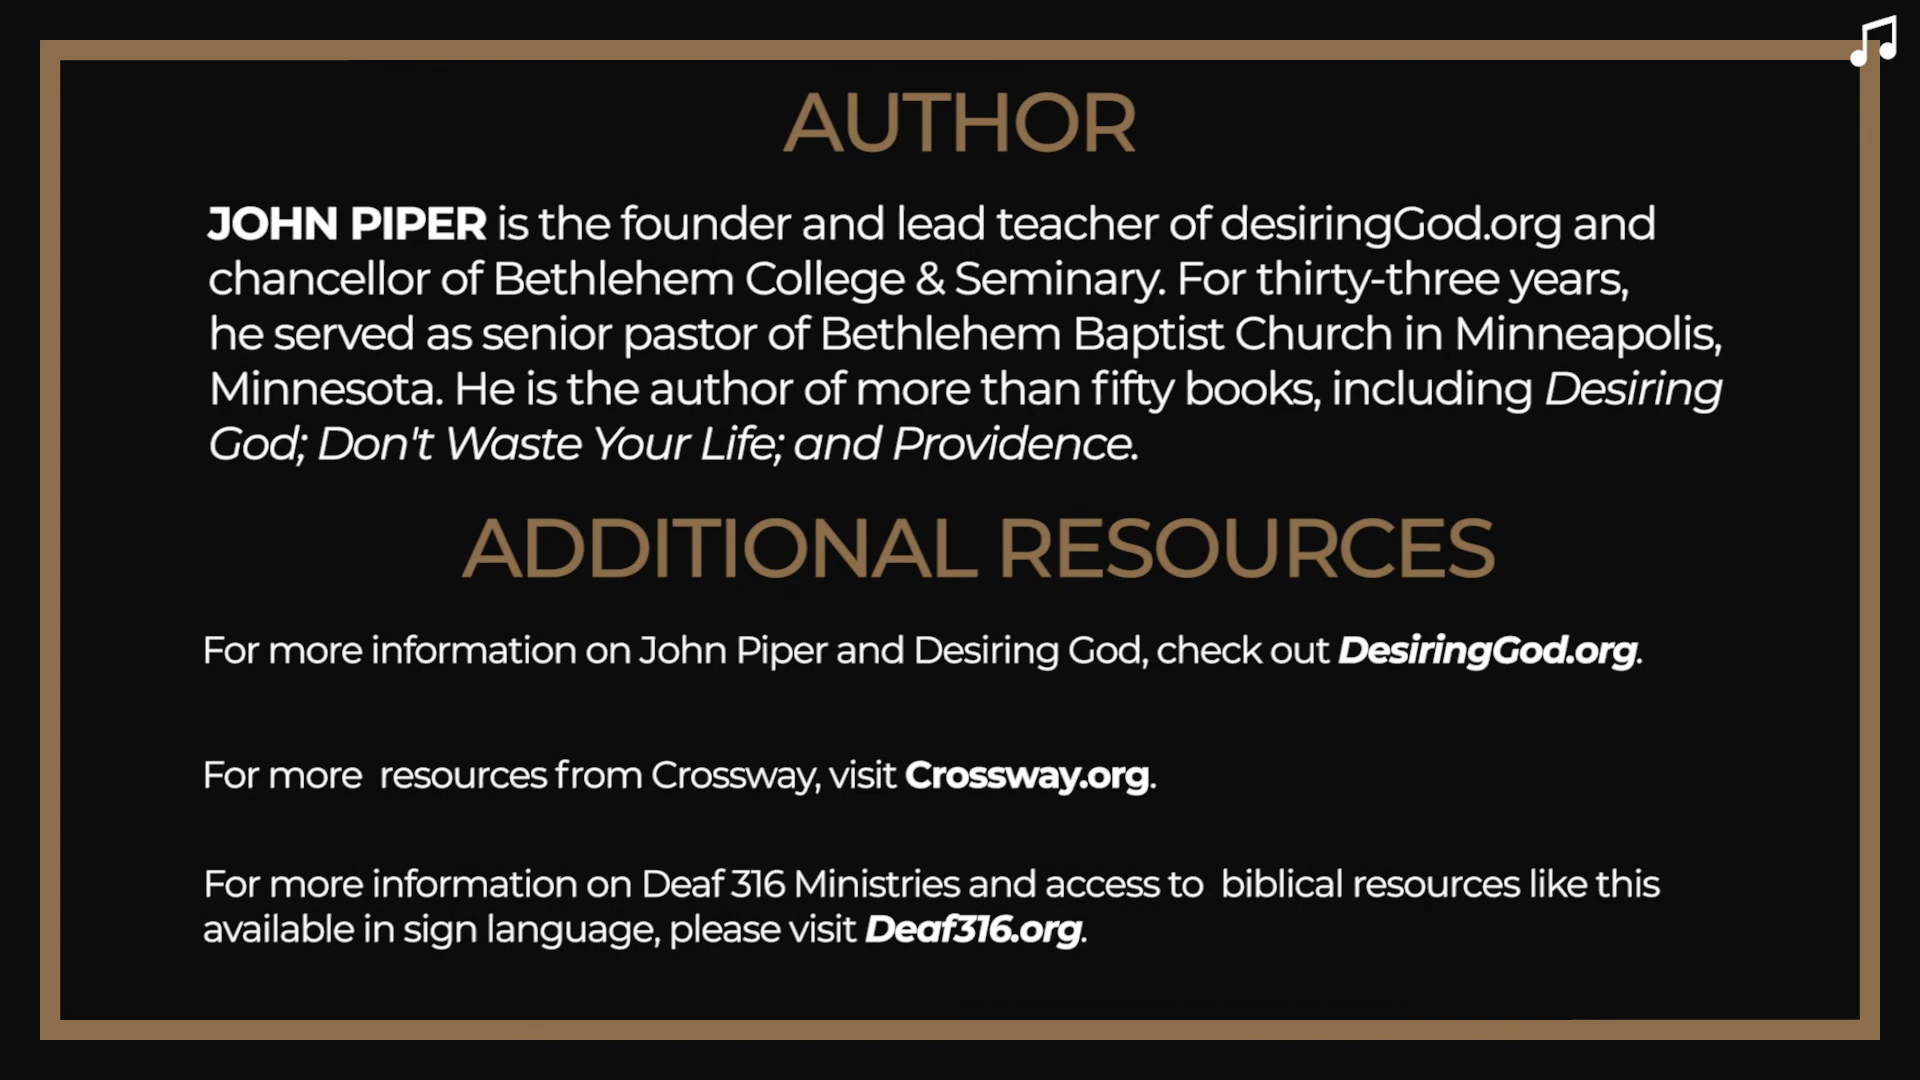 AUTHOR
JOHN PIPER is the founder and lead teacher of desiringGod.org and
chancellor of Bethlehem College & Seminary. For thirty-three years,
he served as senior pastor of Bethlehem Baptist Church in Minneapolis,
Minnesota. He is the author of more than fifty books, including Desiring
God; Don't Waste Your Life; and Providence.
ADDITIONAL RESOURCES
For more information on John Piper and Desiring God, check out DesiringGod.org.
For more  resources from Crossway, visit Crossway.org.
For more information on Deaf 316 Ministries and access to  biblical resources like this
available in sign language, please visit Deaf316.org.